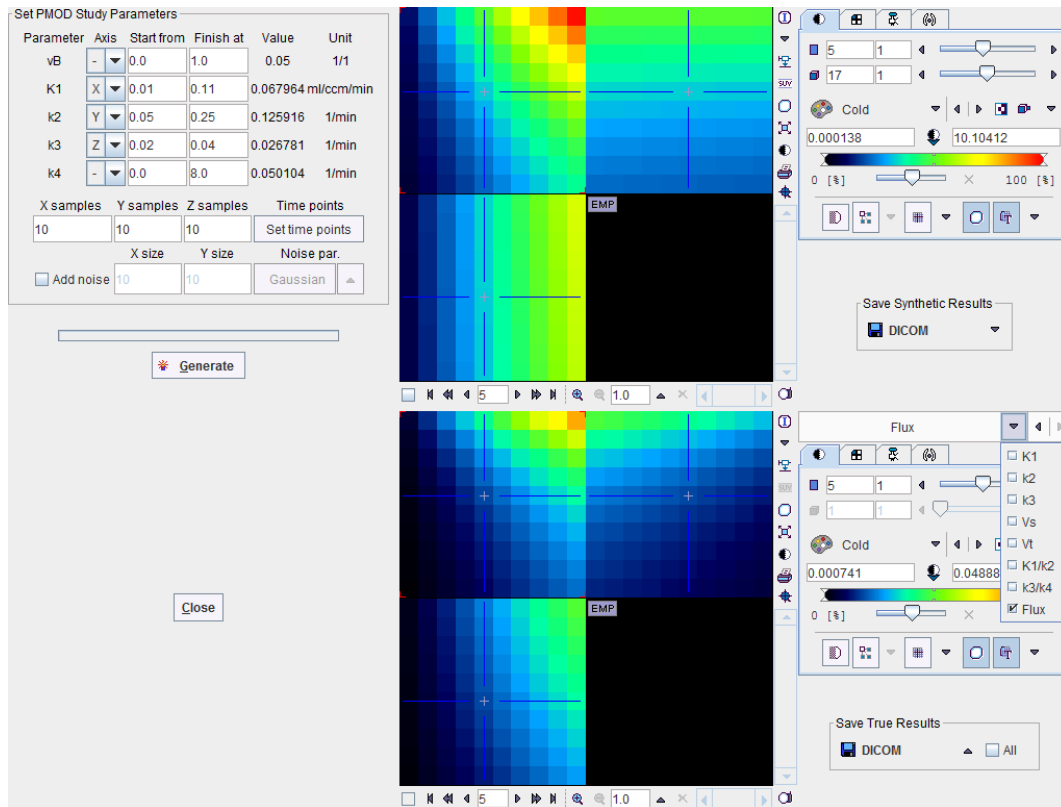 Set PMOD Study Parameters
Parameter Axis Start from Finish at Value Unit
vB - 0.0 1.0 0.05 1/1
K1 X 0.01 0.11 0.067964 ml/ccm/min
k2 Y 0.05 0.25 0.125916 1/min
k3 Z 0.02 0.04 0.026781 1/min
k4 - 0.0 8.0 0.050104 1/min
X samples Y samples Z samples Time points
10 10 10 Set time points
X size Y size Noise par.
Add noise 10 10 Gaussian
Generate
Close
SUV
EMP
5 1.0
5 1
17 1
Cold
0.000138 10.10412
0 [%] 100 [%]
Save Synthetic Results
DICOM
SUV
EMP
5 1.0
Flux
K1
k2
k3
Vs
Vt
K1/k2
k3/k4
Flux
5 1
1 1
Cold
0.000741 0.04888
0 [%]
Save True Results
DICOM All